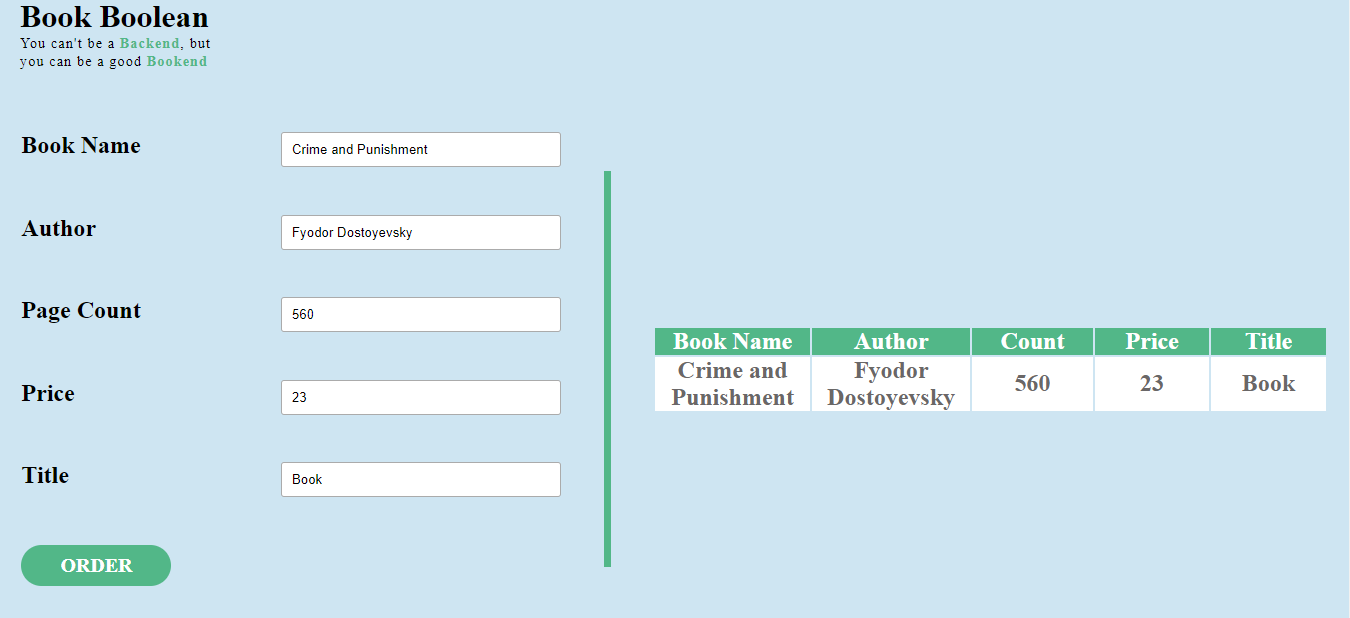 Book Boolean
You can't be a Backend, but
you can be a good Bookend
Book Name
Crime and Punishment
Author
Fyodor Dostoyevsky
Page Count
560
Price
23
Title
Book
ORDER
Book Name Author Count Price Title
Crime and Fyodor
Punishment Dostoyevsky 560 23 Book